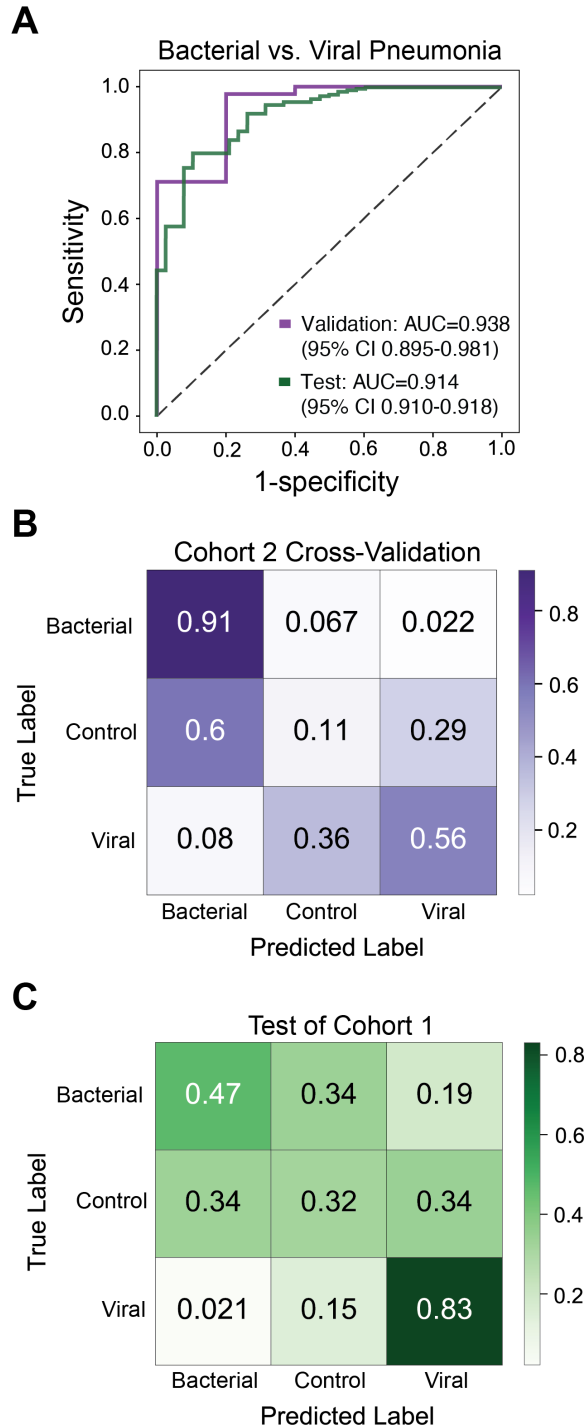 A
Bacterial vs. Viral Pneumonia
1.0
0.8
0.6
0.4
0.2
0.0
Sensitivity
Validation: AUC=0.938
(95% CI 0.895-0.981)
Test: AUC=0.914
(95% CI 0.910-0.918)
0.0 0.2 0.4 0.6 0.8 1.0
1-specificity
B
Cohort 2 Cross-Validation
True Label
Bacterial 0.91 0.067 0.022
Control 0.6 0.11 0.29
Viral 0.08 0.36 0.56
Bacterial Control Viral
Predicted Label
0.8
0.6
0.4
0.2
C
Test of Cohort 1
True Label
Bacterial 0.47 0.34 0.19
Control 0.34 0.32 0.34
Viral 0.021 0.15 0.83
Bacterial Control Viral
Predicted Label
0.8
0.6
0.4
0.2